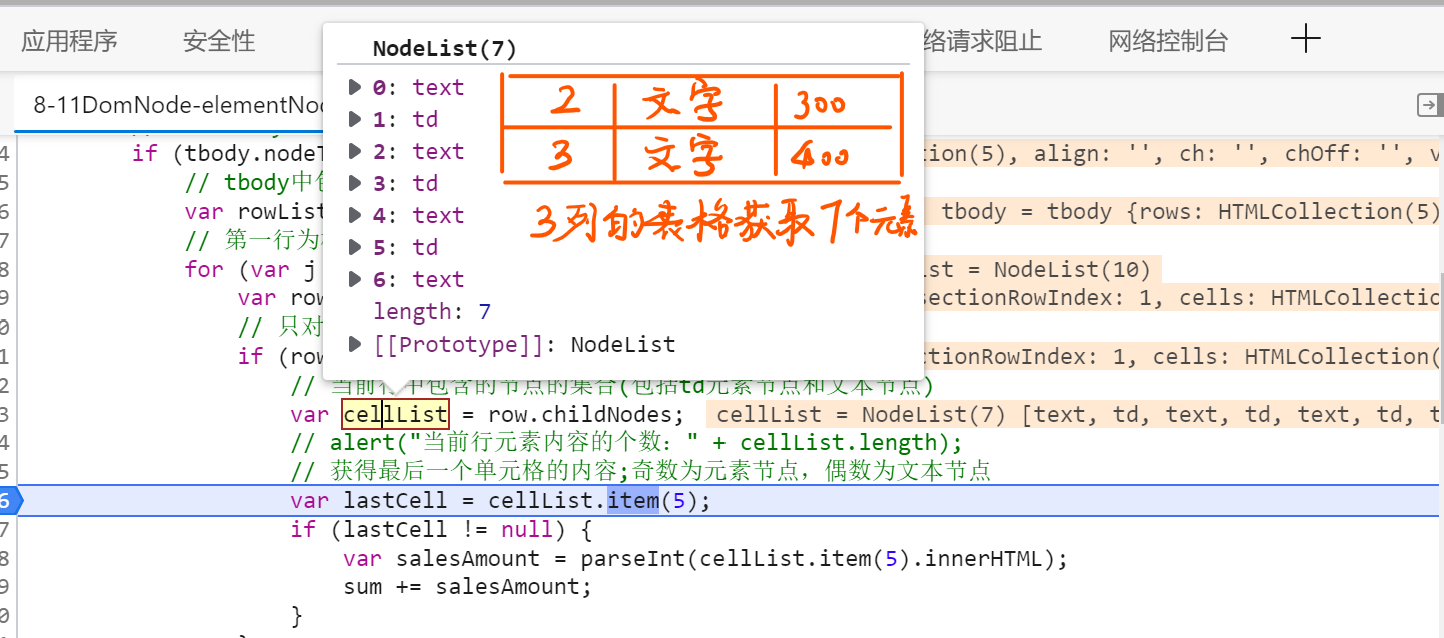 应用程序 安全性 络请求阻止 网络控制台
NodeList(7)
0: text
1: td
2: text
3: td
4: text
5: td
6: text
length: 7
[[Prototype]]: NodeList
2 文字 300
3 文字 400
3列的表格获取7个元素
8-11DomNode-elementNod
4 if (tbody.nodeT tion(5), align: '', ch: '', chOff: '', v
5 // tbody中包
6 var rowList tbody = tbody {rows: HTMLCollection(5)
7 // 第一行为标
8 for (var j st = NodeList(10)
9 var row sectionRowIndex: 1, cells: HTMLCollectio
0 // 只对
1 if (row tionRowIndex: 1, cells: HTMLCollection(
2 // 当前行中包含的节点的集合(包括td元素节点和文本节点)
3 var cellList = row.childNodes; cellList = NodeList(7) [text, td, text, td, text, td, t
4 // alert("当前行元素内容的个数：" + cellList.length);
5 // 获得最后一个单元格的内容;奇数为元素节点，偶数为文本节点
6 var lastCell = cellList.item(5);
7 if (lastCell != null) {
8 var salesAmount = parseInt(cellList.item(5).innerHTML);
9 sum += salesAmount;
0 }